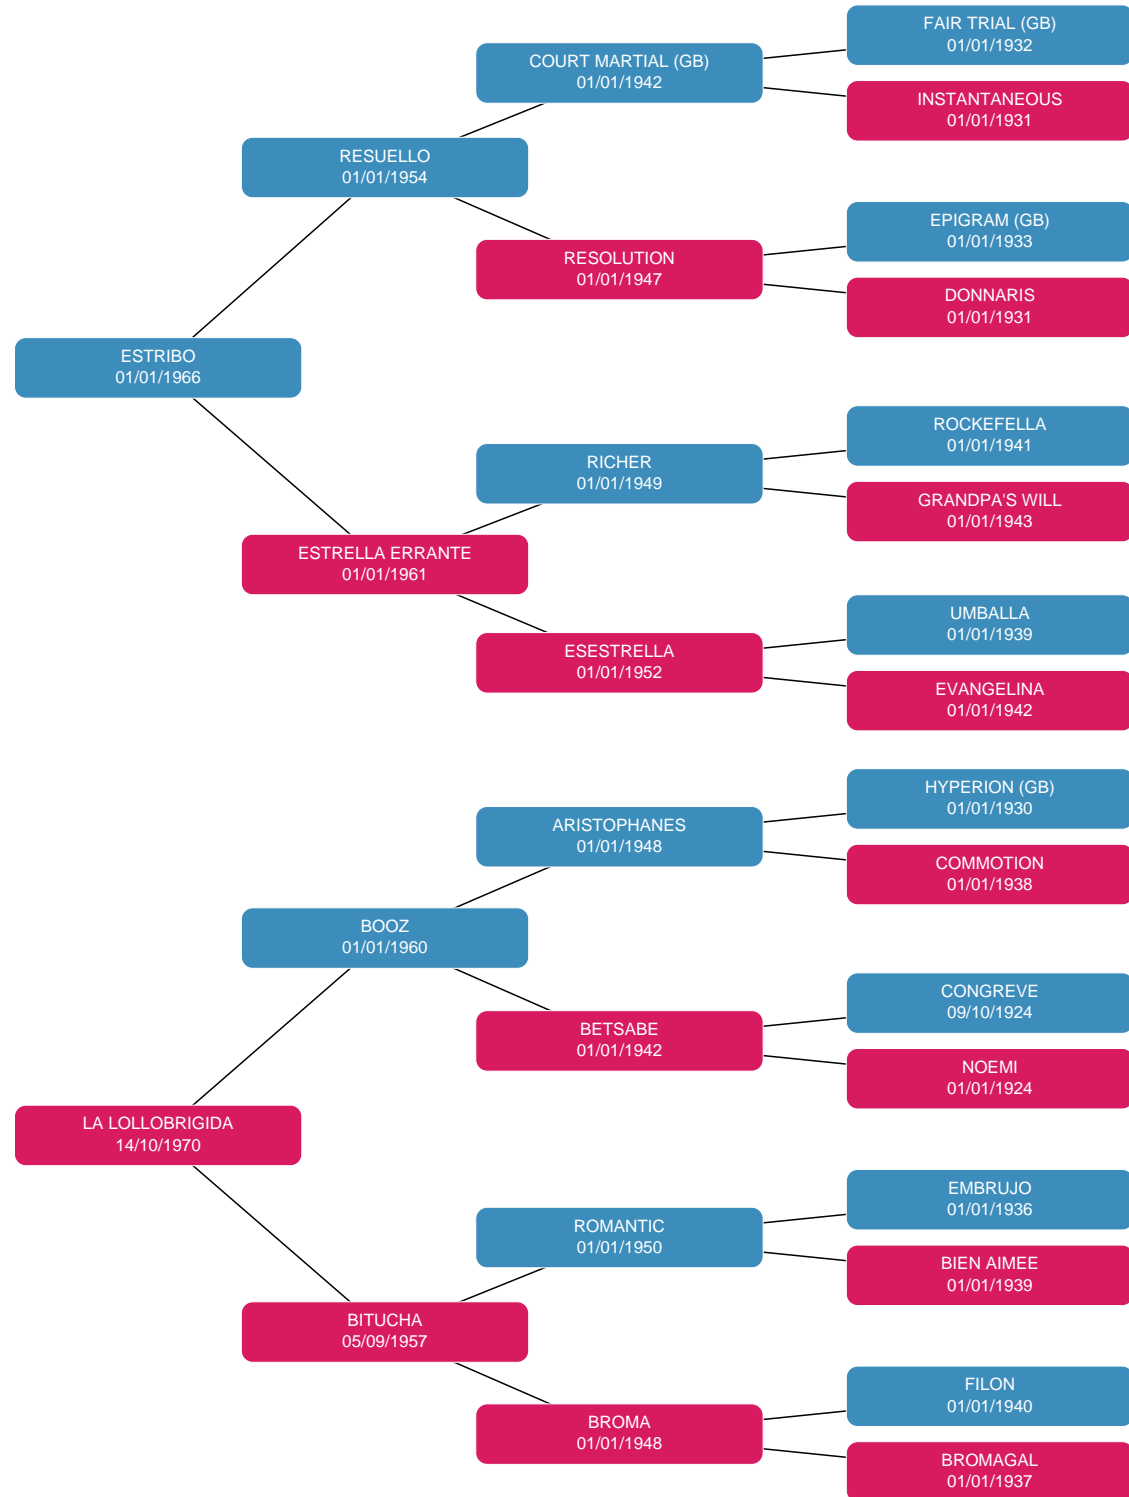 FAIR TRIAL (GB)
01/01/1932
COURT MARTIAL (GB)
01/01/1942
INSTANTANEOUS
01/01/1931
RESUELLO
01/01/1954
EPIGRAM (GB)
01/01/1933
RESOLUTION
01/01/1947
DONNARIS
01/01/1931
ESTRIBO
01/01/1966
ROCKEFELLA
01/01/1941
RICHER
01/01/1949
GRANDPA'S WILL
01/01/1943
ESTRELLA ERRANTE
01/01/1961
UMBALLA
01/01/1939
ESESTRELLA
01/01/1952
EVANGELINA
01/01/1942
HYPERION (GB)
01/01/1930
ARISTOPHANES
01/01/1948
COMMOTION
01/01/1938
BOOZ
01/01/1960
CONGREVE
09/10/1924
BETSABE
01/01/1942
NOEMI
01/01/1924
LA LOLLOBRIGIDA
14/10/1970
EMBRUJO
01/01/1936
ROMANTIC
01/01/1950
BIEN AIMEE
01/01/1939
BITUCHA
05/09/1957
FILON
01/01/1940
BROMA
01/01/1948
BROMAGAL
01/01/1937